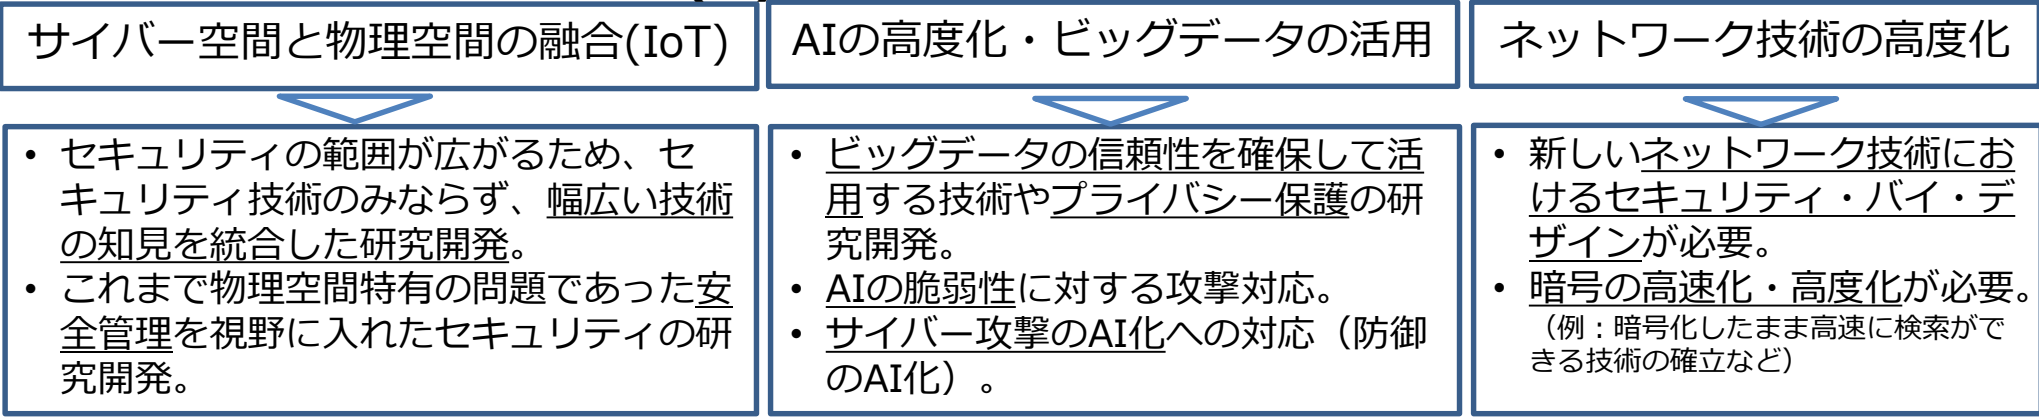 サイバー空間と物理空間の融合(IoT)
• セキュリティの範囲が広がるため、セ
キュリティ技術のみならず、幅広い技術
の知見を統合した研究開発。
• これまで物理空間特有の問題であった安
全管理を視野に入れたセキュリティの研
究開発。
AIの高度化・ビッグデータの活用
• ビッグデータの信頼性を確保して活
用する技術やプライバシー保護の研
究開発。
• AIの脆弱性に対する攻撃対応。
• サイバー攻撃のAI化への対応（防御
のAI化）。
ネットワーク技術の高度化
• 新しいネットワーク技術にお
けるセキュリティ・バイ・デ
ザインが必要。
• 暗号の高速化・高度化が必要。
（例：暗号化したまま高速に検索がで
きる技術の確立など）